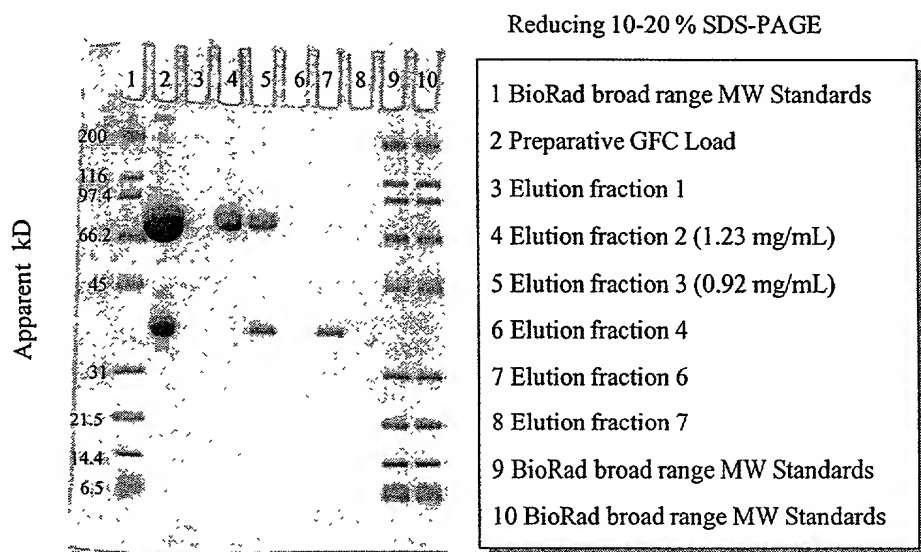 Reducing 10-20 % SDS-PAGE
1 2 3 4 5 6 7 8 9 10
200
116
97.4
66.2
45
31
21.5
14.4
6.5
Apparent kD
1 BioRad broad range MW Standards
2 Preparative GFC Load
3 Elution fraction 1
4 Elution fraction 2 (1.23 mg/mL)
5 Elution fraction 3 (0.92 mg/mL)
6 Elution fraction 4
7 Elution fraction 6
8 Elution fraction 7
9 BioRad broad range MW Standards
10 BioRad broad range MW Standards